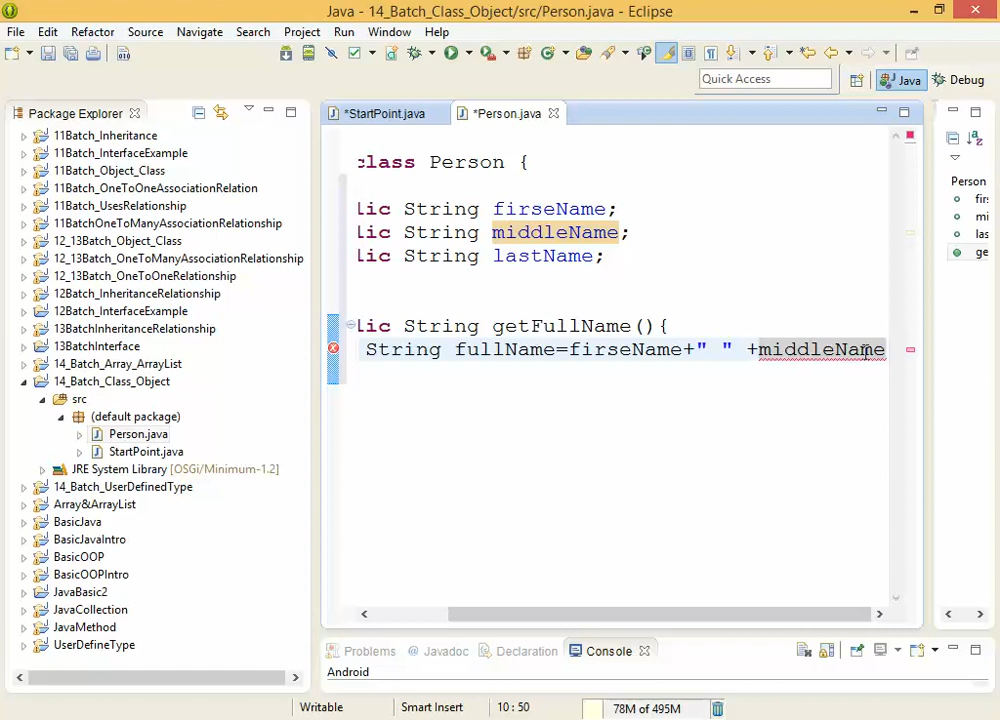 Java - 14_Batch_Class_Object/src/Person.java - Eclipse
File Edit Refactor Source Navigate Search Project Run Window Help
Quick Access
Java
Debug
Package Explorer
*StartPoint.java
*Person.java
11Batch_Inheritance
11Batch_InterfaceExample
11Batch_Object_Class
11Batch_OneToOneAssociationRelation
11Batch_UsesRelationship
11BatchOneToManyAssociationRelationship
12_13Batch_Object_Class
12_13Batch_OneToManyAssociationRelationship
12_13Batch_OneToOneRelationship
12Batch_InheritanceRelationship
12Batch_InterfaceExample
13BatchInheritanceRelationship
13BatchInterface
14_Batch_Array_ArrayList
14_Batch_Class_Object
src
(default package)
Person.java
StartPoint.java
JRE System Library [OSGi/Minimum-1.2]
14_Batch_UserDefinedType
Array&ArrayList
BasicJava
BasicJavaIntro
BasicOOP
BasicOOPIntro
JavaBasic2
JavaCollection
JavaMethod
UserDefineType
class Person {
lic String firseName;
lic String middleName;
lic String lastName;
lic String getFullName(){
String fullName=firseName+" " +middleName
Person
firs
mi
las
ge
Problems
@ Javadoc
Declaration
Console
Android
Writable
Smart Insert
10 : 50
78M of 495M